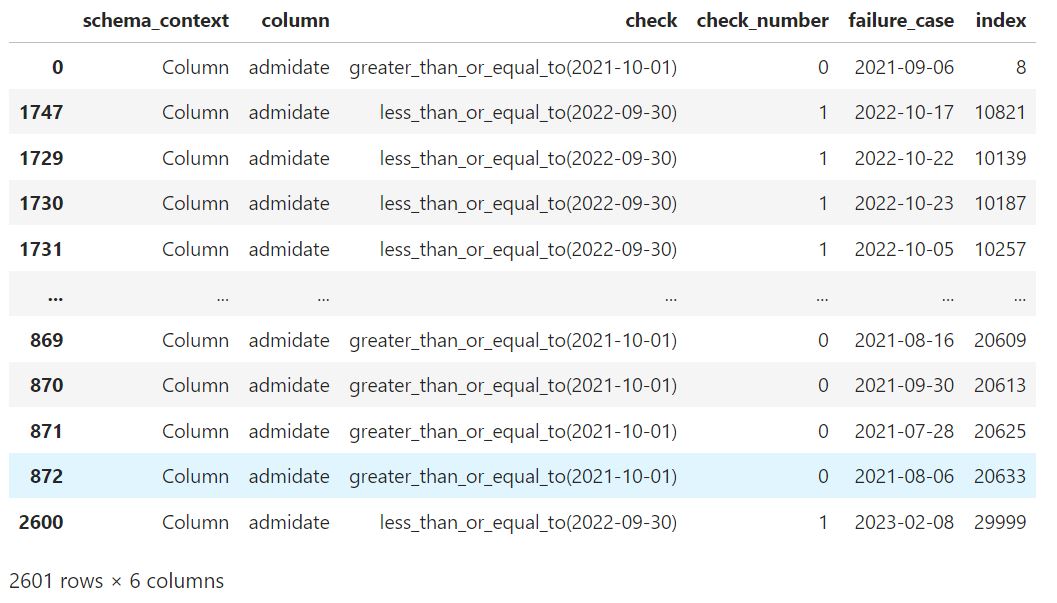 schema_context column check check_number failure_case index
0 Column admidate greater_than_or_equal_to(2021-10-01) 0 2021-09-06 8
1747 Column admidate less_than_or_equal_to(2022-09-30) 1 2022-10-17 10821
1729 Column admidate less_than_or_equal_to(2022-09-30) 1 2022-10-22 10139
1730 Column admidate less_than_or_equal_to(2022-09-30) 1 2022-10-23 10187
1731 Column admidate less_than_or_equal_to(2022-09-30) 1 2022-10-05 10257
... ... ... ... ... ... ...
869 Column admidate greater_than_or_equal_to(2021-10-01) 0 2021-08-16 20609
870 Column admidate greater_than_or_equal_to(2021-10-01) 0 2021-09-30 20613
871 Column admidate greater_than_or_equal_to(2021-10-01) 0 2021-07-28 20625
872 Column admidate greater_than_or_equal_to(2021-10-01) 0 2021-08-06 20633
2600 Column admidate less_than_or_equal_to(2022-09-30) 1 2023-02-08 29999
2601 rows × 6 columns